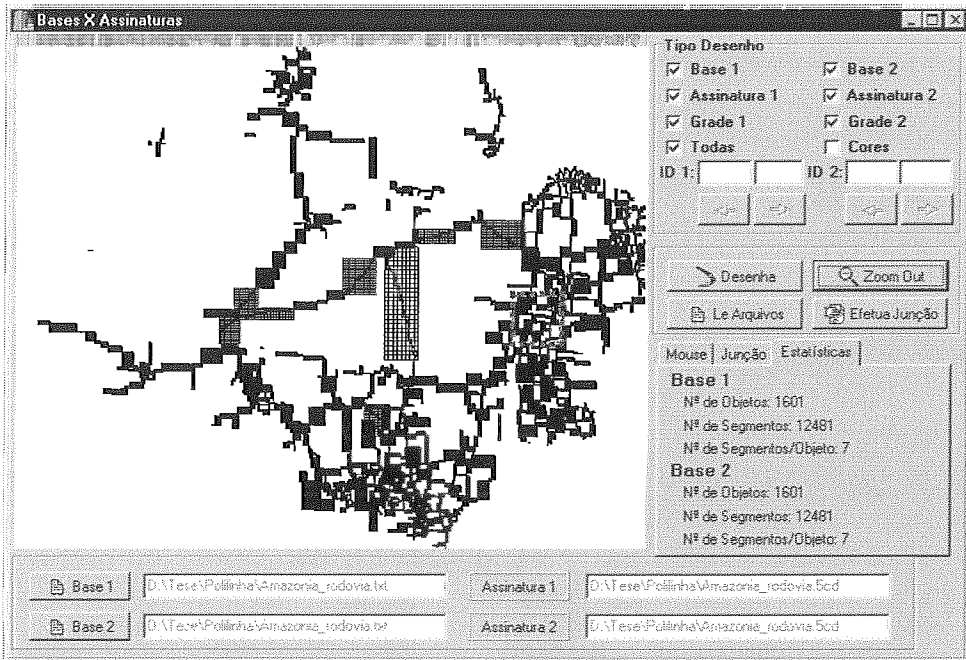 Bases X Assinaturas
Tipo Desenho
Base 1
Base 2
Assinatura 1
Assinatura 2
Grade 1
Grade 2
Todas
Cores
ID 1:
ID 2:
Desenha
Zoom Out
Le Arquivos
Efetua Junção
Mouse
Junção
Estatísticas
Base 1
Nº de Objetos: 1601
Nº de Segmentos: 12481
Nº de Segmentos/Objeto: 7
Base 2
Nº de Objetos: 1601
Nº de Segmentos: 12481
Nº de Segmentos/Objeto: 7
Base 1
D:\Tese\Polilinha\Amazonia_rodovia.txt
Assinatura 1
D:\Tese\Polilinha\Amazonia_rodovia.5cd
Base 2
D:\Tese\Polilinha\Amazonia_rodovia.txt
Assinatura 2
D:\Tese\Polilinha\Amazonia_rodovia.5cd